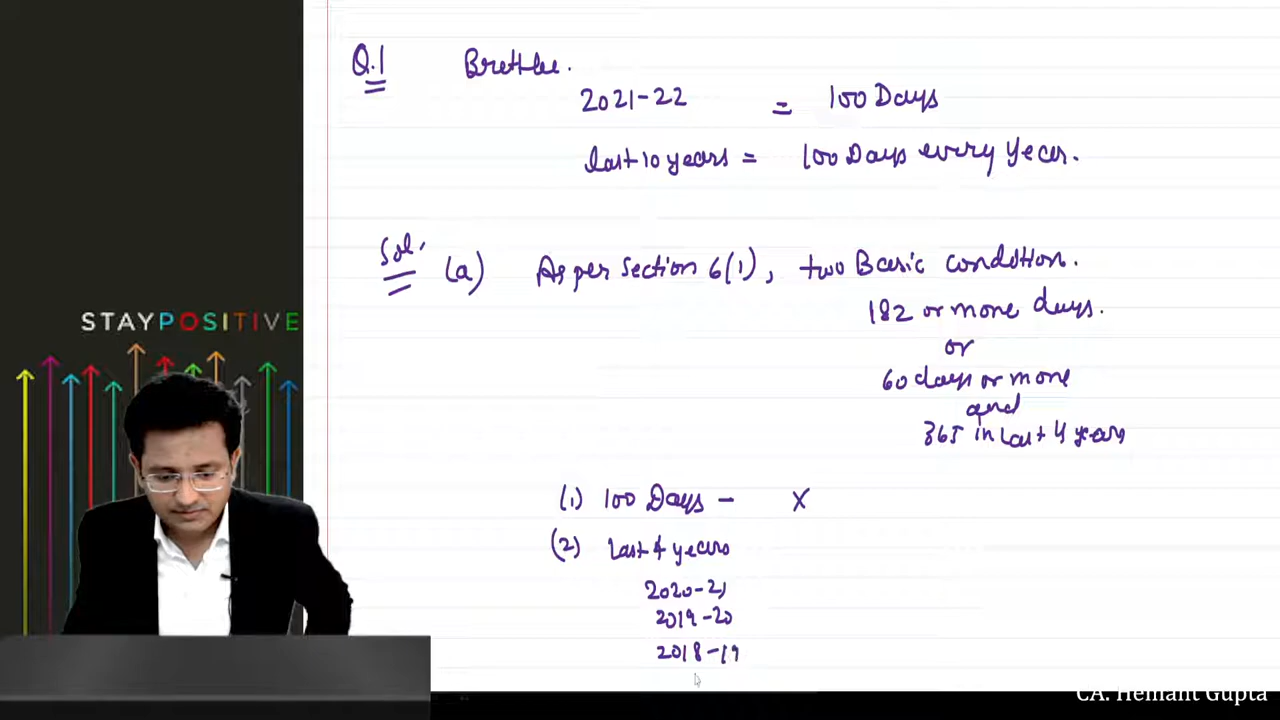 Q.1 Brettlee.
2021-22 = 100 Days
last 10 years = 100 Days every year.
Sol. (a) As per section 6(1), two Basic condition.
182 or more days.
or
60 days or more
and
365 in last 4 years
STAYPOSITIVE
(1) 100 Days - X
(2) last 4 years
2020-21
2019-20
2018-19
CA. Hemant Gupta